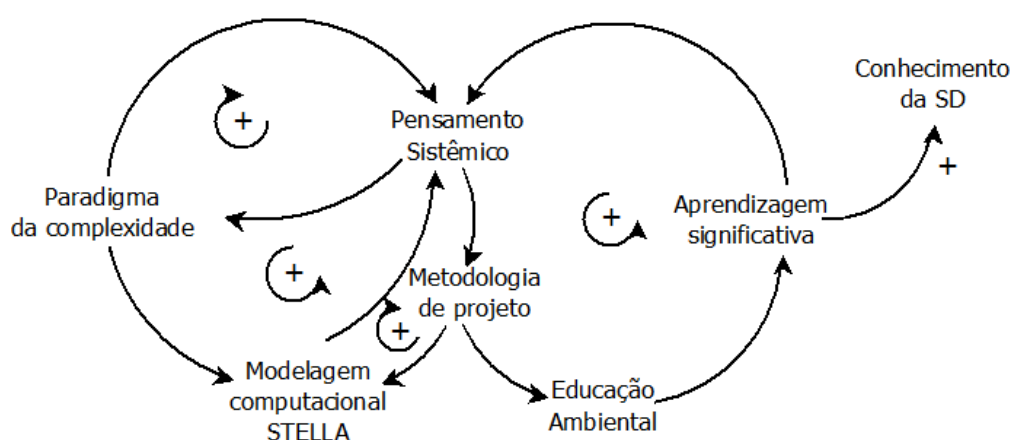 Conhecimento
da SD
+
Pensamento
Sistêmico
+
Paradigma
da complexidade
+
Aprendizagem
significativa
+
+
Metodologia
de projeto
+
Modelagem
computacional
STELLA
Educação
Ambiental